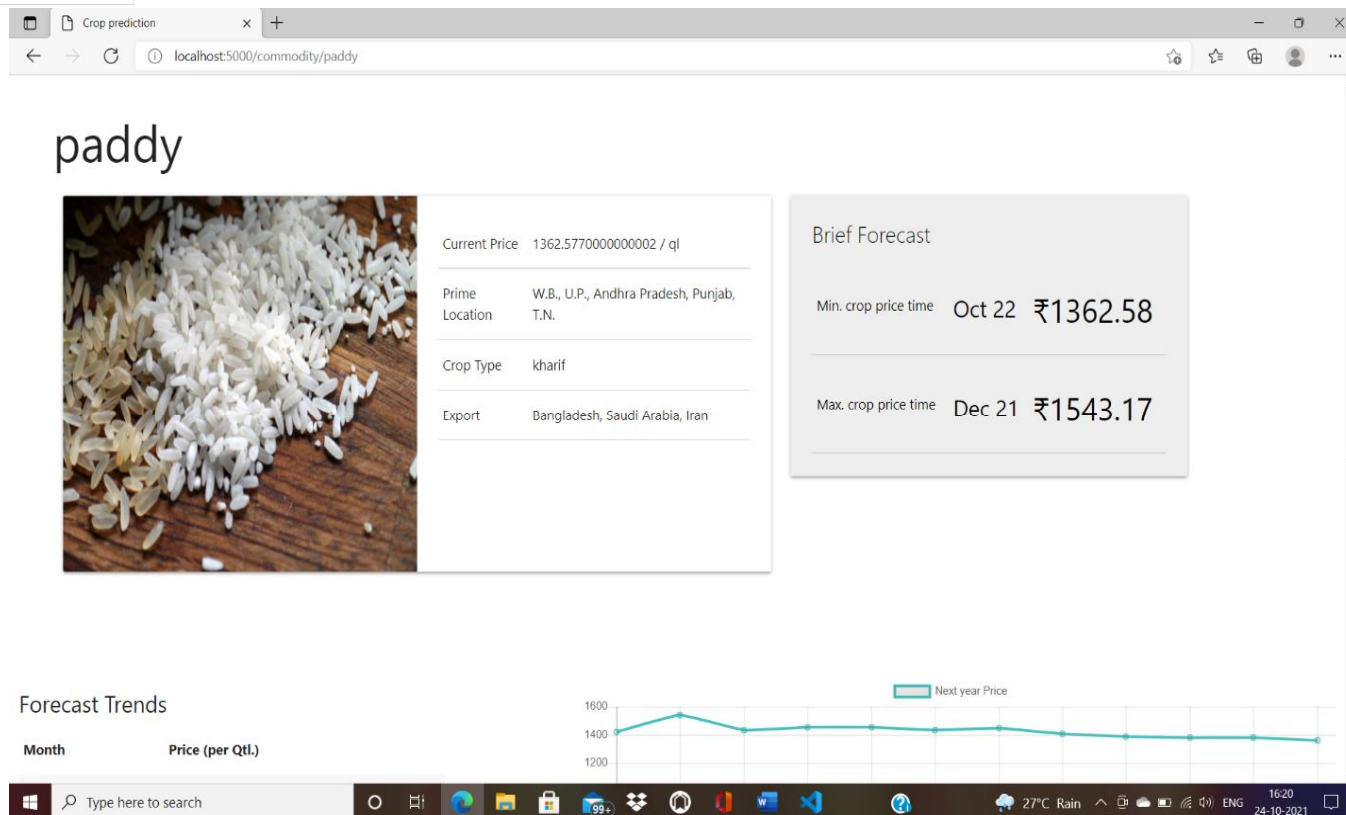 Crop prediction
localhost:5000/commodity/paddy
paddy
Current Price 1362.5770000000002 / ql
Prime Location W.B., U.P., Andhra Pradesh, Punjab, T.N.
Crop Type kharif
Export Bangladesh, Saudi Arabia, Iran
Brief Forecast
Min. crop price time Oct 22 ₹1362.58
Max. crop price time Dec 21 ₹1543.17
Forecast Trends
Month Price (per Qtl.)
Next year Price
1600
1400
1200
Type here to search
99+
27°C Rain
ENG
16:20
24-10-2021